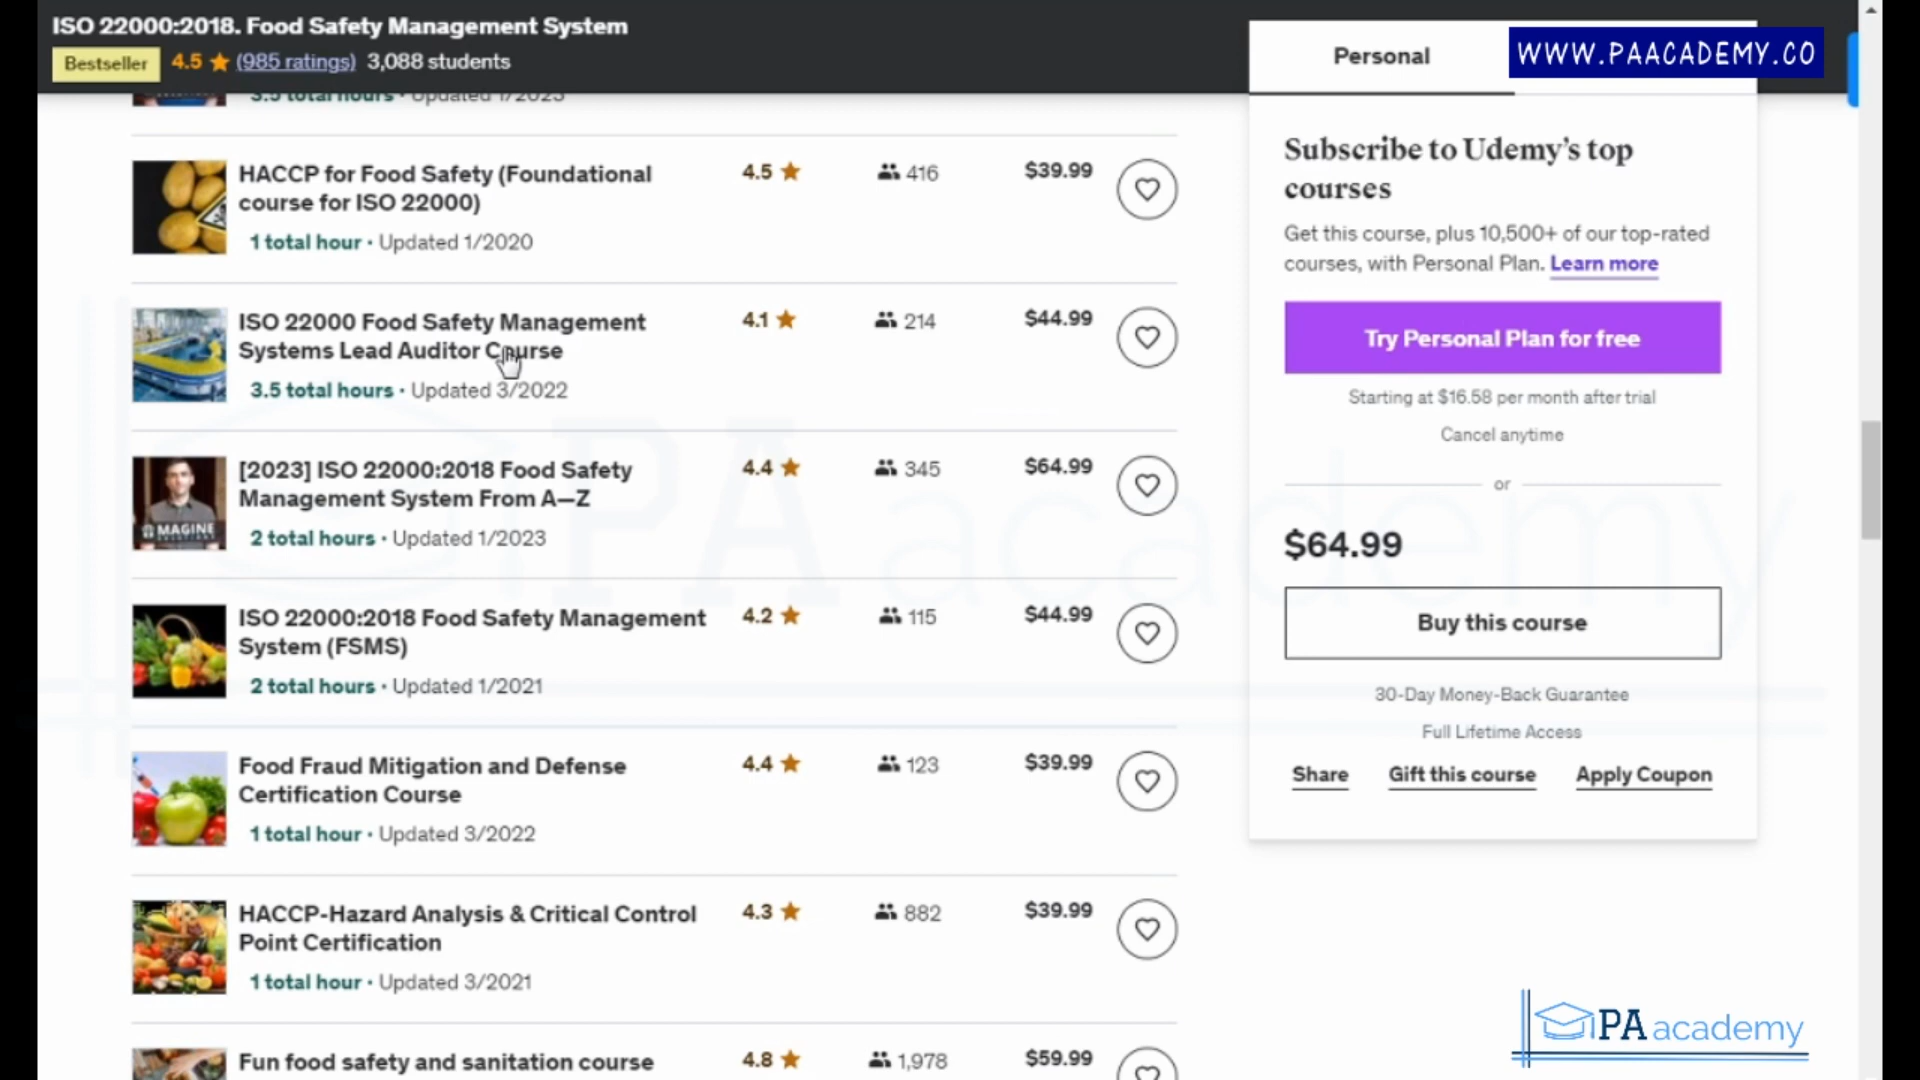 ISO 22000:2018. Food Safety Management System
Bestseller 4.5 (985 ratings) 3,088 students
3.5 total hours · Updated 1/2023
HACCP for Food Safety (Foundational
course for ISO 22000)
1 total hour · Updated 1/2020
4.5
416
$39.99
ISO 22000 Food Safety Management
Systems Lead Auditor Course
3.5 total hours · Updated 3/2022
4.1
214
$44.99
[2023] ISO 22000:2018 Food Safety
Management System From A–Z
2 total hours · Updated 1/2023
4.4
345
$64.99
IMAGINE
ISO 22000:2018 Food Safety Management
System (FSMS)
2 total hours · Updated 1/2021
4.2
115
$44.99
Food Fraud Mitigation and Defense
Certification Course
1 total hour · Updated 3/2022
4.4
123
$39.99
HACCP-Hazard Analysis & Critical Control
Point Certification
1 total hour · Updated 3/2021
4.3
882
$39.99
Fun food safety and sanitation course
4.8
1,978
$59.99
Personal
WWW.PAACADEMY.CO
Subscribe to Udemy's top
courses
Get this course, plus 10,500+ of our top-rated
courses, with Personal Plan. Learn more
Try Personal Plan for free
Starting at $16.58 per month after trial
Cancel anytime
or
$64.99
Buy this course
30-Day Money-Back Guarantee
Full Lifetime Access
Share Gift this course Apply Coupon
PA academy
PA academy